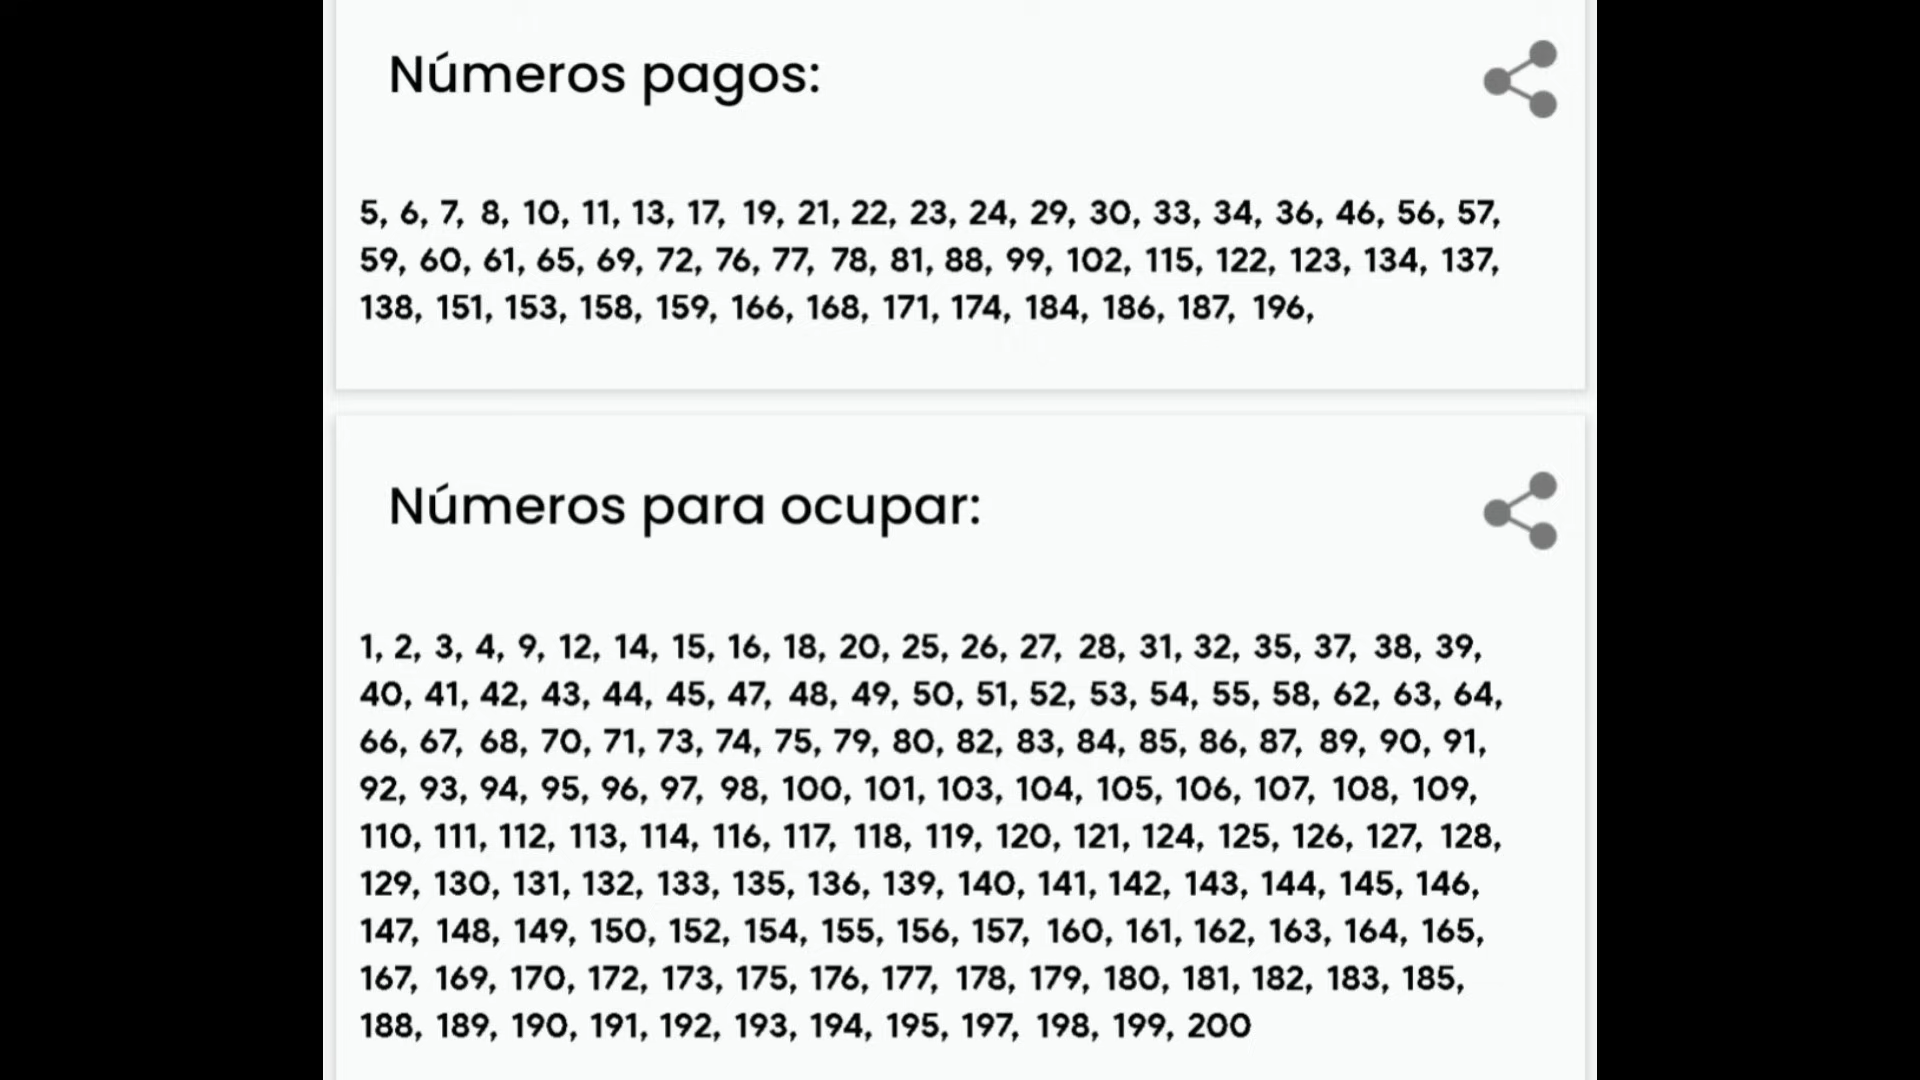 Números pagos:
5, 6, 7, 8, 10, 11, 13, 17, 19, 21, 22, 23, 24, 29, 30, 33, 34, 36, 46, 56, 57,
59, 60, 61, 65, 69, 72, 76, 77, 78, 81, 88, 99, 102, 115, 122, 123, 134, 137,
138, 151, 153, 158, 159, 166, 168, 171, 174, 184, 186, 187, 196,
Números para ocupar:
1, 2, 3, 4, 9, 12, 14, 15, 16, 18, 20, 25, 26, 27, 28, 31, 32, 35, 37, 38, 39,
40, 41, 42, 43, 44, 45, 47, 48, 49, 50, 51, 52, 53, 54, 55, 58, 62, 63, 64,
66, 67, 68, 70, 71, 73, 74, 75, 79, 80, 82, 83, 84, 85, 86, 87, 89, 90, 91,
92, 93, 94, 95, 96, 97, 98, 100, 101, 103, 104, 105, 106, 107, 108, 109,
110, 111, 112, 113, 114, 116, 117, 118, 119, 120, 121, 124, 125, 126, 127, 128,
129, 130, 131, 132, 133, 135, 136, 139, 140, 141, 142, 143, 144, 145, 146,
147, 148, 149, 150, 152, 154, 155, 156, 157, 160, 161, 162, 163, 164, 165,
167, 169, 170, 172, 173, 175, 176, 177, 178, 179, 180, 181, 182, 183, 185,
188, 189, 190, 191, 192, 193, 194, 195, 197, 198, 199, 200